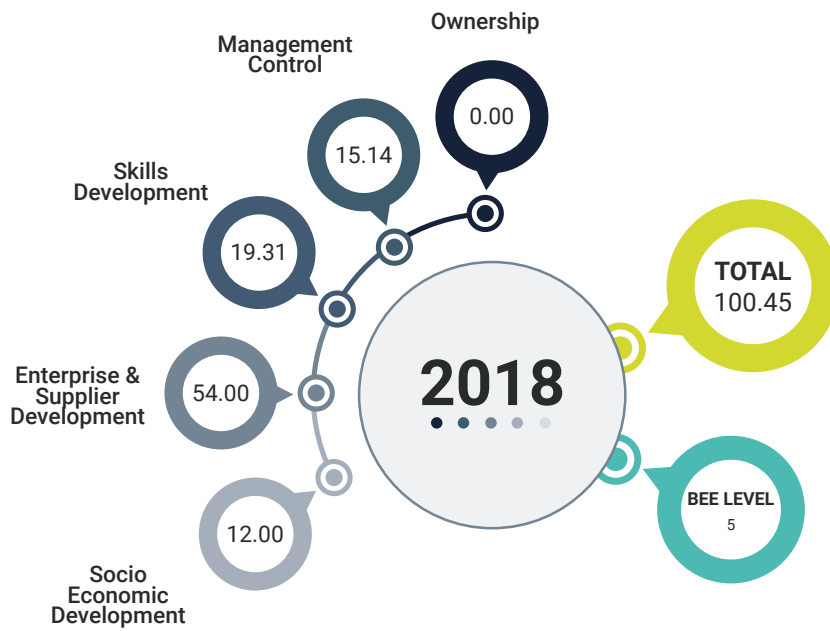 Ownership
0.00
Management
Control
15.14
Skills
Development
19.31
Enterprise &
Supplier
Development
54.00
Socio
Economic
Development
12.00
2018
TOTAL
100.45
BEE LEVEL
5